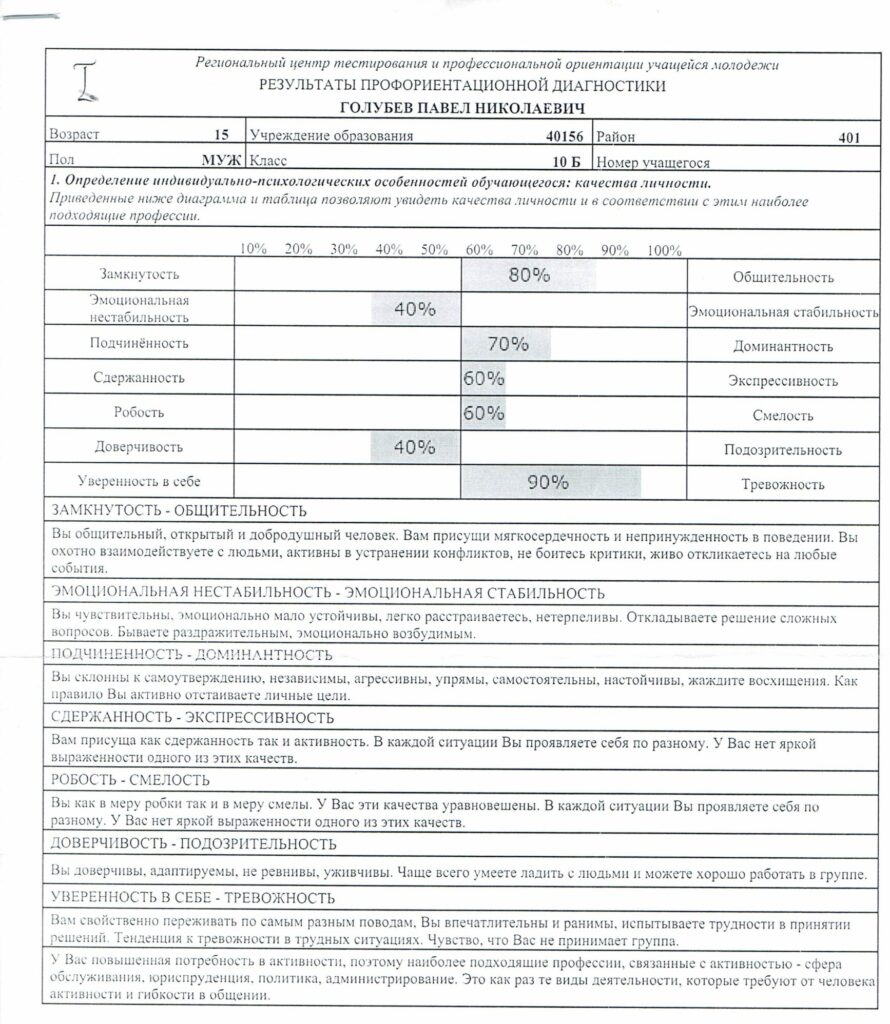 Региональный центр тестирования и профессиональной ориентации учащейся молодежи
РЕЗУЛЬТАТЫ ПРОФОРИЕНТАЦИОННОЙ ДИАГНОСТИКИ
ГОЛУБЕВ ПАВЕЛ НИКОЛАЕВИЧ
Возраст 15 Учреждение образования 40156 Район 401
Пол МУЖ Класс 10 Б Номер учащегося
1. Определение индивидуально-психологических особенностей обучающегося: качества личности.
Приведенные ниже диаграмма и таблица позволяют увидеть качества личности и в соответствии с этим наиболее
подходящие профессии.
10% 20% 30% 40% 50% 60% 70% 80% 90% 100%
Замкнутость 80% Общительность
Эмоциональная
нестабильность 40% Эмоциональная стабильность
Подчинённость 70% Доминантность
Сдержанность 60% Экспрессивность
Робость 60% Смелость
Доверчивость 40% Подозрительность
Уверенность в себе 90% Тревожность
ЗАМКНУТОСТЬ - ОБЩИТЕЛЬНОСТЬ
Вы общительный, открытый и добродушный человек. Вам присущи мягкосердечность и непринужденность в поведении. Вы
охотно взаимодействуете с людьми, активны в устранении конфликтов, не боитесь критики, живо откликаетесь на любые
события.
ЭМОЦИОНАЛЬНАЯ НЕСТАБИЛЬНОСТЬ - ЭМОЦИОНАЛЬНАЯ СТАБИЛЬНОСТЬ
Вы чувствительны, эмоционально мало устойчивы, легко расстраиваетесь, нетерпеливы. Откладываете решение сложных
вопросов. Бываете раздражительным, эмоционально возбудимым.
ПОДЧИНЕННОСТЬ - ДОМИНАНТНОСТЬ
Вы склонны к самоутверждению, независимы, агрессивны, упрямы, самостоятельны, настойчивы, жаждите восхищения. Как
правило Вы активно отстаиваете личные цели.
СДЕРЖАННОСТЬ - ЭКСПРЕССИВНОСТЬ
Вам присуща как сдержанность так и активность. В каждой ситуации Вы проявляете себя по разному. У Вас нет яркой
выраженности одного из этих качеств.
РОБОСТЬ - СМЕЛОСТЬ
Вы как в меру робки так и в меру смелы. У Вас эти качества уравновешены. В каждой ситуации Вы проявляете себя по
разному. У Вас нет яркой выраженности одного из этих качеств.
ДОВЕРЧИВОСТЬ - ПОДОЗРИТЕЛЬНОСТЬ
Вы доверчивы, адаптируемы, не ревнивы, уживчивы. Чаще всего умеете ладить с людьми и можете хорошо работать в группе.
УВЕРЕННОСТЬ В СЕБЕ - ТРЕВОЖНОСТЬ
Вам свойственно переживать по самым разным поводам, Вы впечатлительны и ранимы, испытываете трудности в принятии
решений. Тенденция к тревожности в трудных ситуациях. Чувство, что Вас не принимает группа.
У Вас повышенная потребность в активности, поэтому наиболее подходящие профессии, связанные с активностью - сфера
обслуживания, юриспруденция, политика, администрирование. Это как раз те виды деятельности, которые требуют от человека
активности и гибкости в общении.